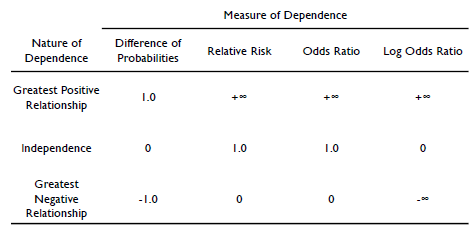 Measure of Dependence
Nature of Dependence Difference of Probabilities Relative Risk Odds Ratio Log Odds Ratio
Greatest Positive Relationship 1.0 +∞ +∞ +∞
Independence 0 1.0 1.0 0
Greatest Negative Relationship -1.0 0 0 -∞